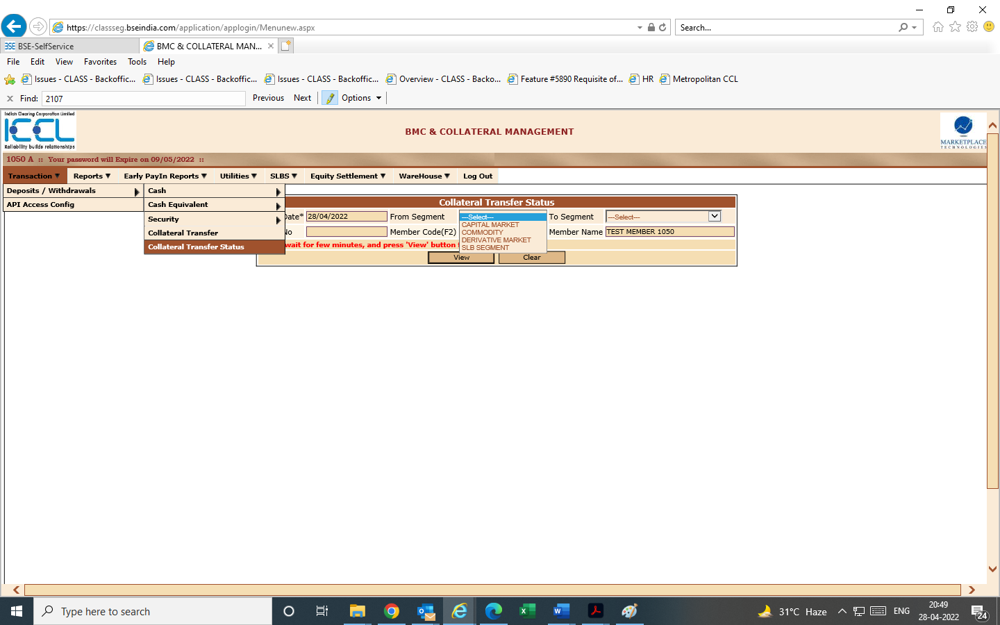 https://classseg.bseindia.com/application/applogin/Menunew.aspx
Search...
BSE-SelfService
BMC & COLLATERAL MAN...
File Edit View Favorites Tools Help
Issues - CLASS - Backoffic... Issues - CLASS - Backoffic... Issues - CLASS - Backoffic... Overview - CLASS - Backo... Feature #5890 Requisite of... HR Metropolitan CCL
x Find: 2107 Previous Next Options
Indian Clearing Corporation Limited
ICCL
Reliability builds relationships
BMC & COLLATERAL MANAGEMENT
MARKETPLACE
TECHNOLOGIES
1050 A :: Your password will Expire on 09/05/2022 ::
Transaction Reports Early PayIn Reports Utilities SLBS Equity Settlement WareHouse Log Out
Deposits / Withdrawals
API Access Config
Cash
Cash Equivalent
Security
Collateral Transfer
Collateral Transfer Status
Collateral Transfer Status
Date* 28/04/2022 From Segment ---Select--- To Segment ---Select---
CAPITAL MARKET
COMMODITY
DERIVATIVE MARKET
SLB SEGMENT
No Member Code(F2) Member Name TEST MEMBER 1050
wait for few minutes, and press 'View' button
View Clear
Type here to search
31°C Haze
ENG
20:49
28-04-2022
24